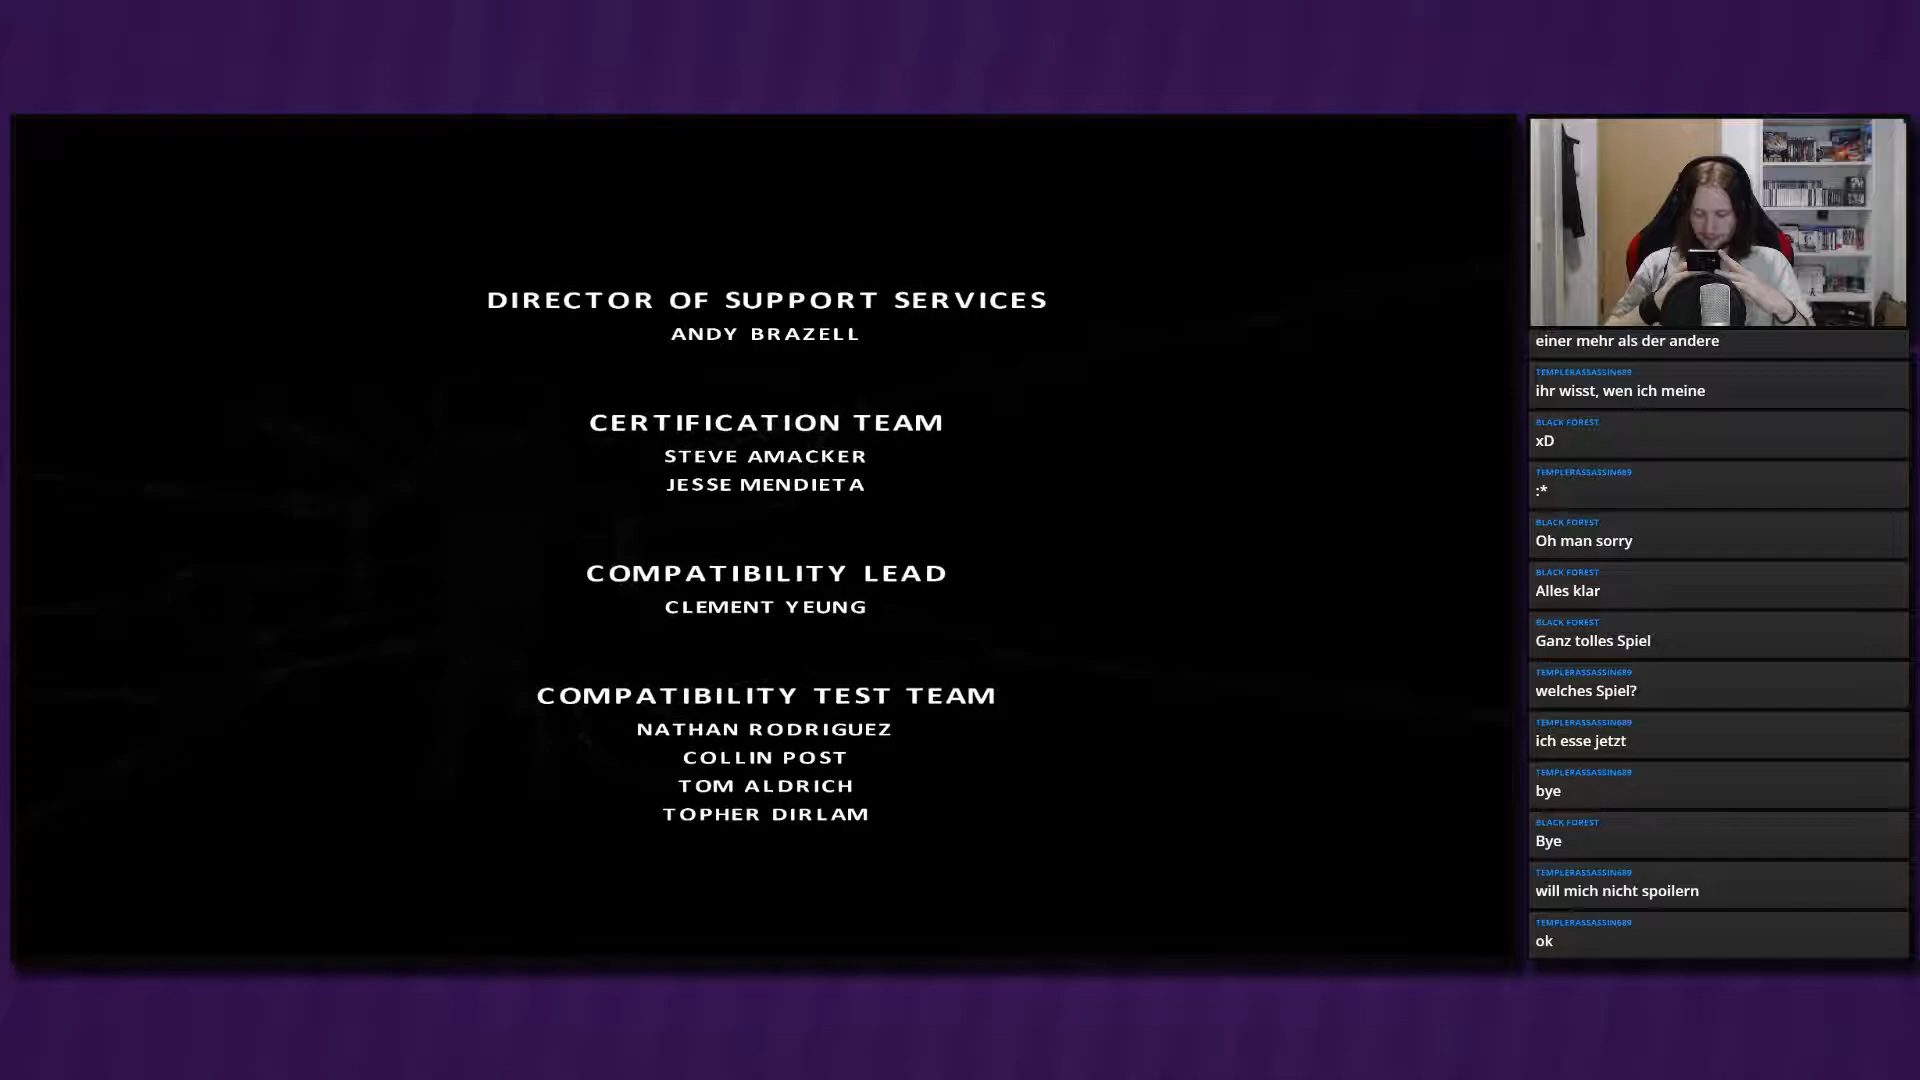 DIRECTOR OF SUPPORT SERVICES
ANDY BRAZELL
CERTIFICATION TEAM
STEVE AMACKER
JESSE MENDIETA
COMPATIBILITY LEAD
CLEMENT YEUNG
COMPATIBILITY TEST TEAM
NATHAN RODRIGUEZ
COLLIN POST
TOM ALDRICH
TOPHER DIRLAM
einer mehr als der andere
TEMPLERASSASSIN689
ihr wisst, wen ich meine
BLACK FOREST
xD
TEMPLERASSASSIN689
:*
BLACK FOREST
Oh man sorry
BLACK FOREST
Alles klar
BLACK FOREST
Ganz tolles Spiel
TEMPLERASSASSIN689
welches Spiel?
TEMPLERASSASSIN689
ich esse jetzt
TEMPLERASSASSIN689
bye
BLACK FOREST
Bye
TEMPLERASSASSIN689
will mich nicht spoilern
TEMPLERASSASSIN689
ok